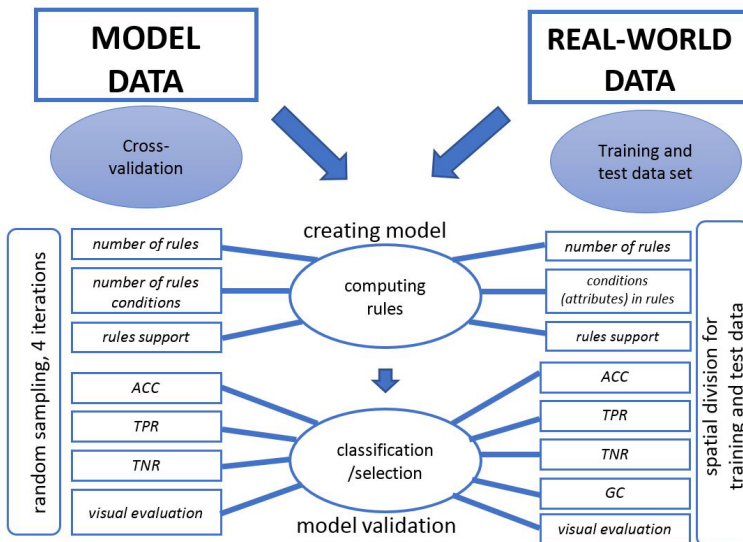 MODEL
DATA
REAL-WORLD
DATA
Cross-
validation
Training and
test data set
creating model
computing
rules
random sampling, 4 iterations
number of rules
number of rules
conditions
rules support
ACC
TPR
TNR
visual evaluation
number of rules
conditions
(attributes) in rules
rules support
ACC
TPR
TNR
GC
visual evaluation
spatial division for
training and test data
classification
/selection
model validation